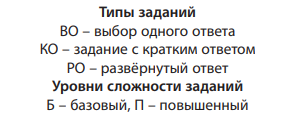 Типы заданий
ВО – выбор одного ответа
КО – задание с кратким ответом
РО – развёрнутый ответ
Уровни сложности заданий
Б – базовый, П – повышенный